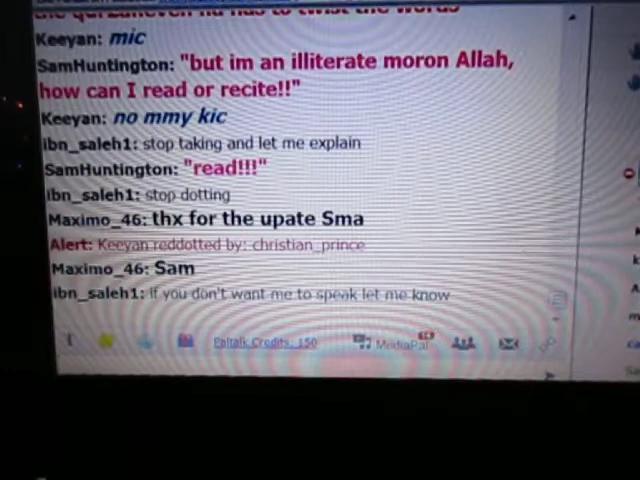 Keeyan: mic
SamHuntington: "but im an illiterate moron Allah,
how can I read or recite!!"
Keeyan: no mmy kic
ibn_saleh1: stop taking and let me explain
SamHuntington: "read!!!"
ibn_saleh1: stop dotting
Maximo_46: thx for the upate Sma
Alert: Keeyan reddotted by: christian_prince
Maximo_46: Sam
ibn_saleh1: if you don't want me to speak let me know
Paltalk Credits: 150
MediaPal